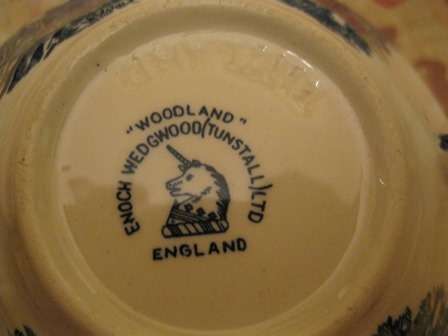 "WOODLAND"
ENOCH WEDGWOOD (TUNSTALL) LTD
ENGLAND